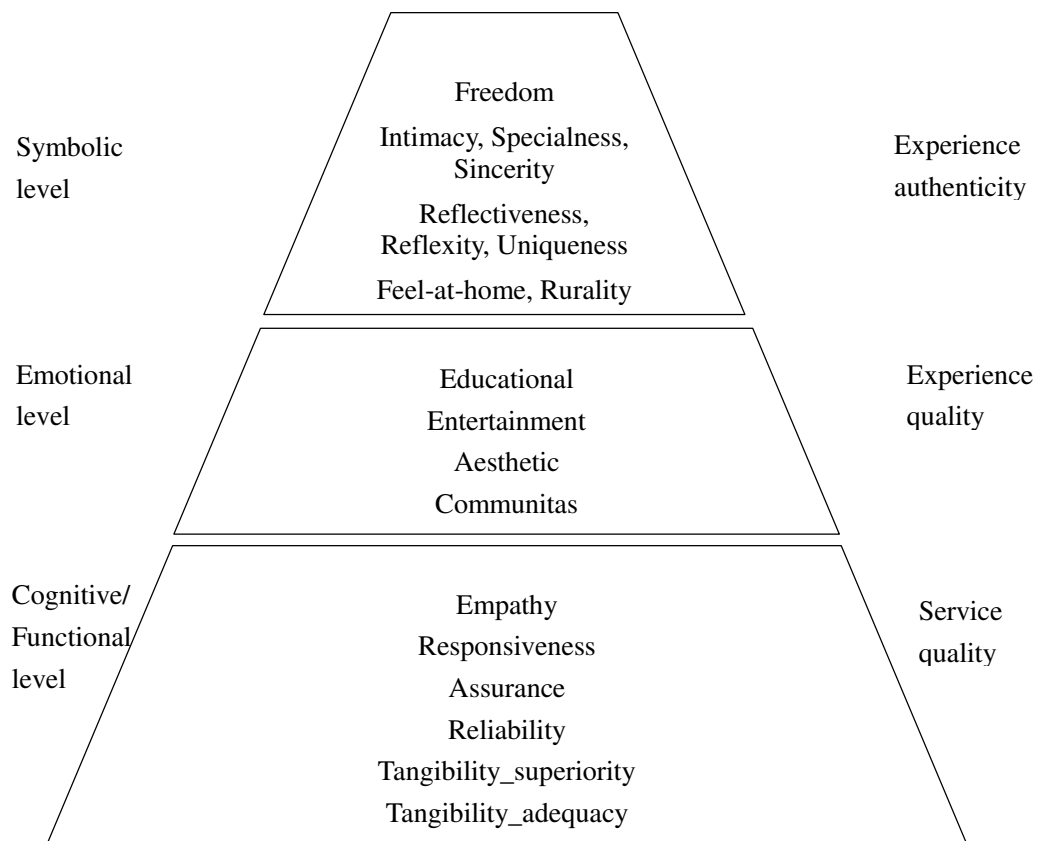 Freedom
Symbolic
level
Intimacy, Specialness,
Sincerity
Reflectiveness,
Reflexity, Uniqueness
Feel-at-home, Rurality
Experience
authenticity
Emotional
level
Educational
Entertainment
Aesthetic
Communitas
Experience
quality
Cognitive/
Functional
level
Empathy
Responsiveness
Assurance
Reliability
Tangibility_superiority
Tangibility_adequacy
Service
quality